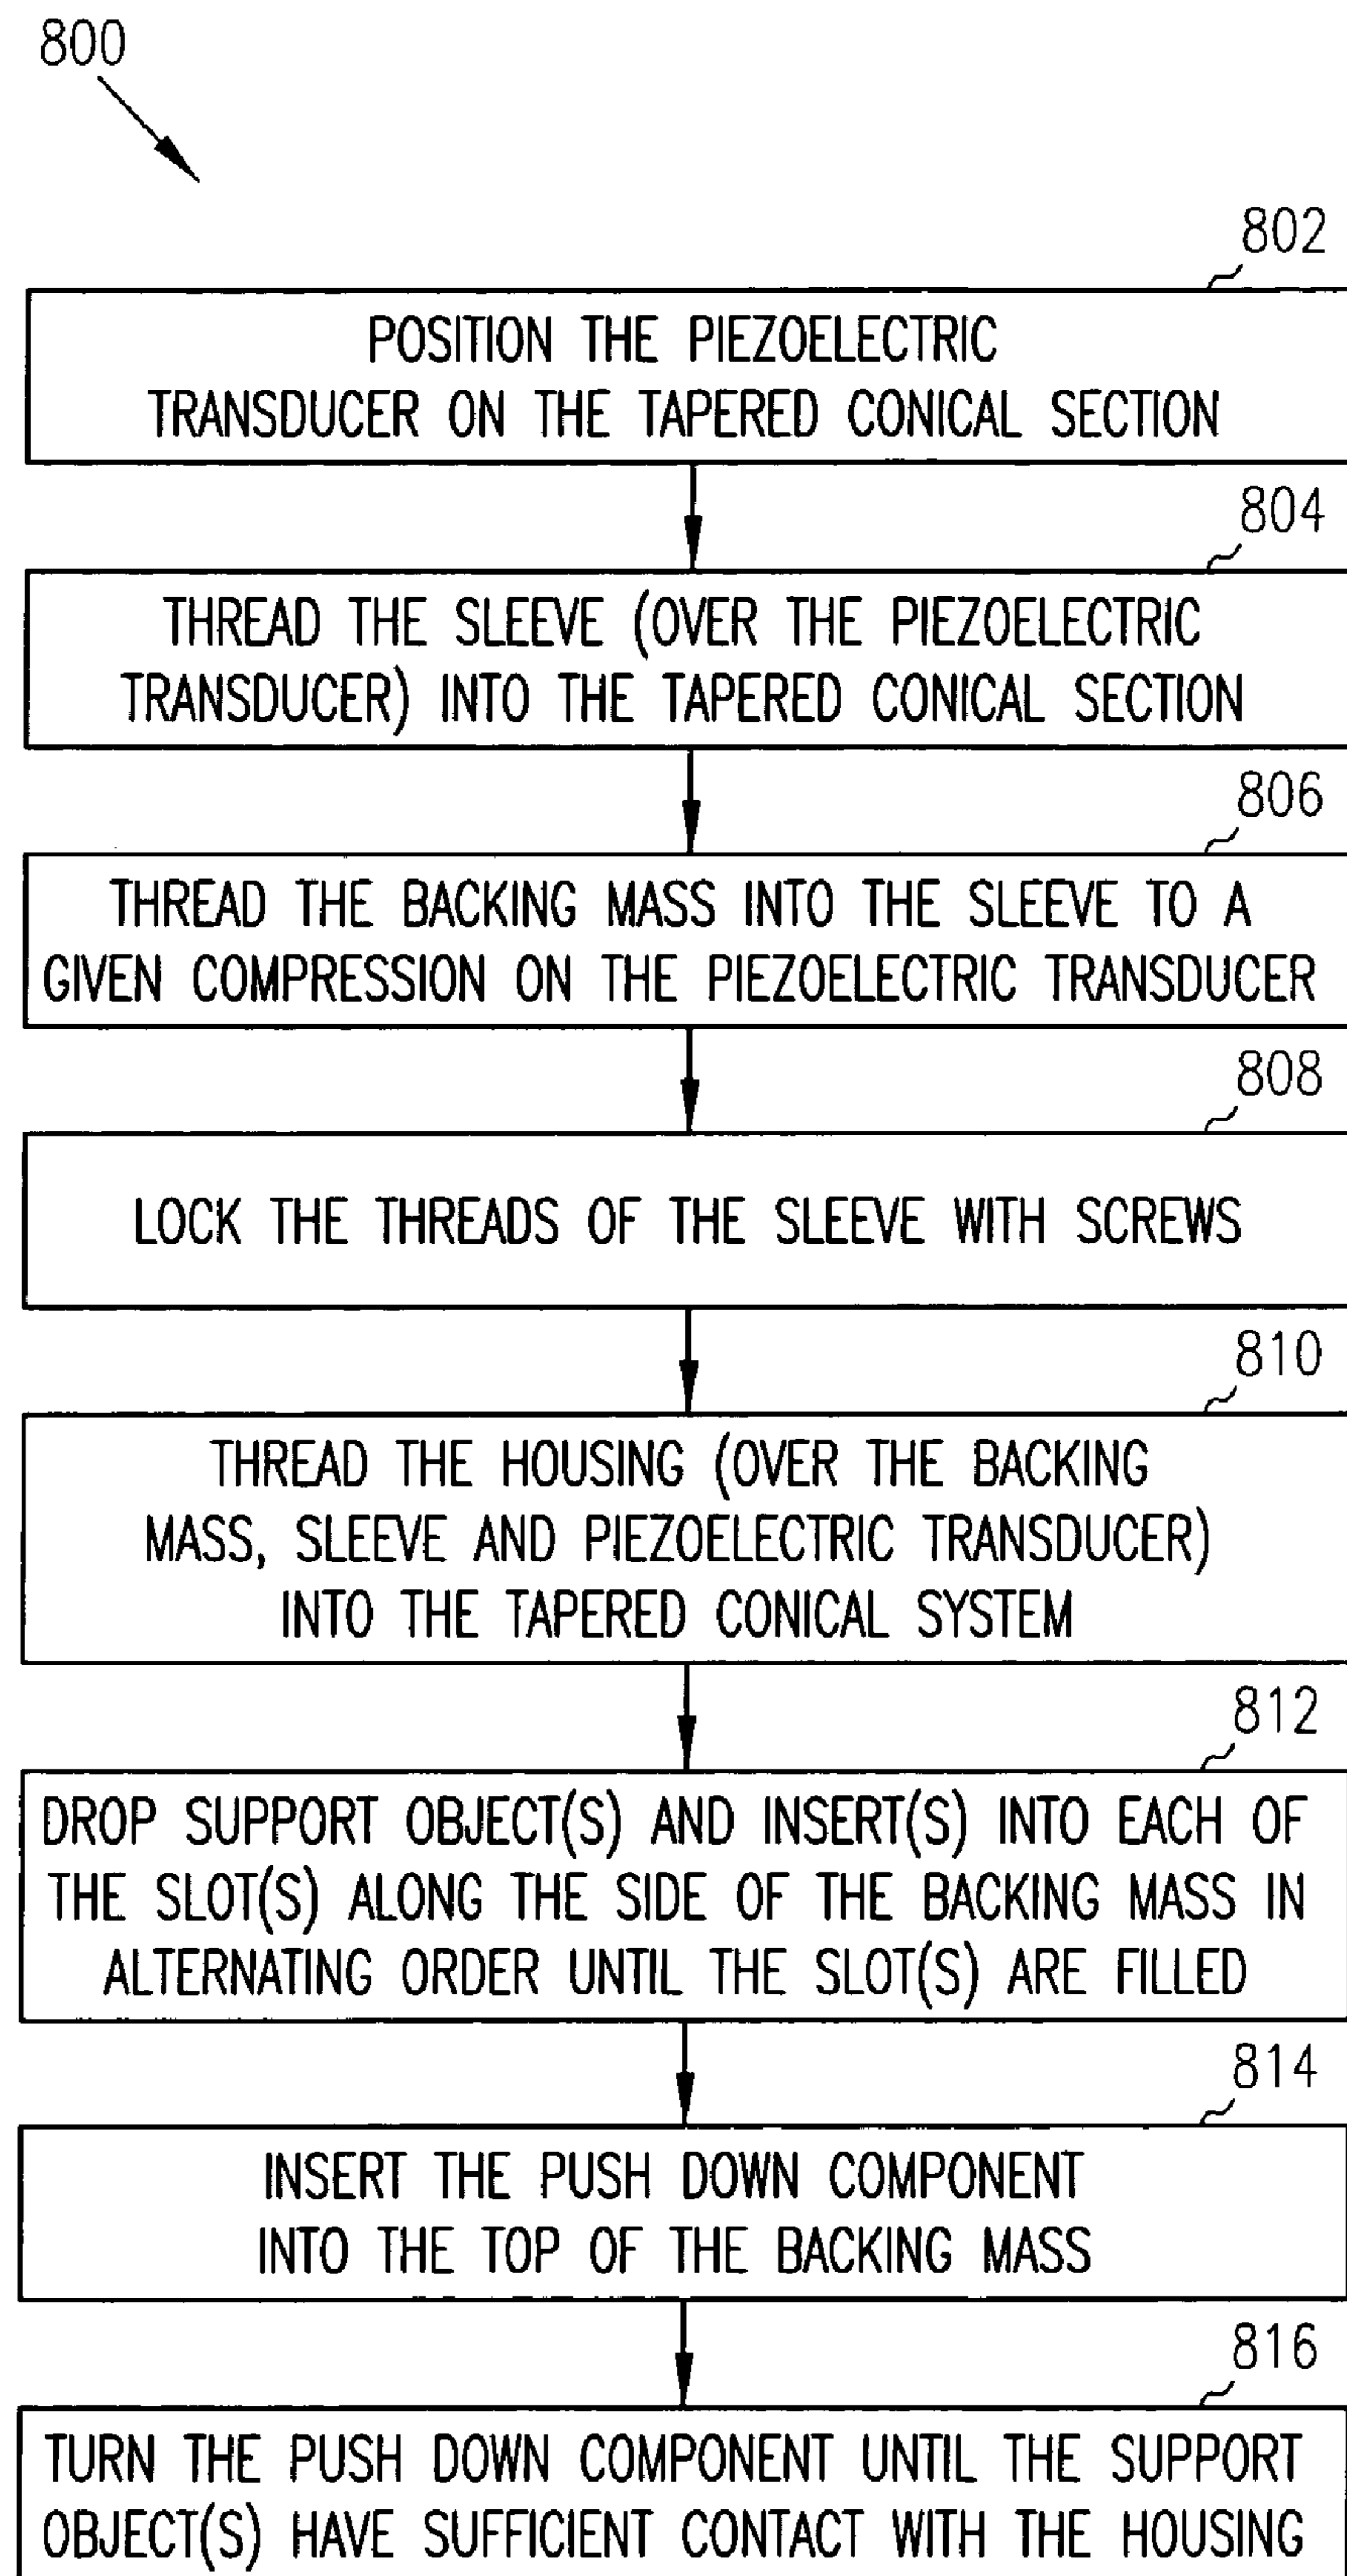 800
802
POSITION THE PIEZOELECTRIC
TRANSDUCER ON THE TAPERED CONICAL SECTION
804
THREAD THE SLEEVE (OVER THE PIEZOELECTRIC
TRANSDUCER) INTO THE TAPERED CONICAL SECTION
806
THREAD THE BACKING MASS INTO THE SLEEVE TO A
GIVEN COMPRESSION ON THE PIEZOELECTRIC TRANSDUCER
808
LOCK THE THREADS OF THE SLEEVE WITH SCREWS
810
THREAD THE HOUSING (OVER THE BACKING
MASS, SLEEVE AND PIEZOELECTRIC TRANSDUCER)
INTO THE TAPERED CONICAL SYSTEM
812
DROP SUPPORT OBJECT(S) AND INSERT(S) INTO EACH OF
THE SLOT(S) ALONG THE SIDE OF THE BACKING MASS IN
ALTERNATING ORDER UNTIL THE SLOT(S) ARE FILLED
814
INSERT THE PUSH DOWN COMPONENT
INTO THE TOP OF THE BACKING MASS
816
TURN THE PUSH DOWN COMPONENT UNTIL THE SUPPORT
OBJECT(S) HAVE SUFFICIENT CONTACT WITH THE HOUSING